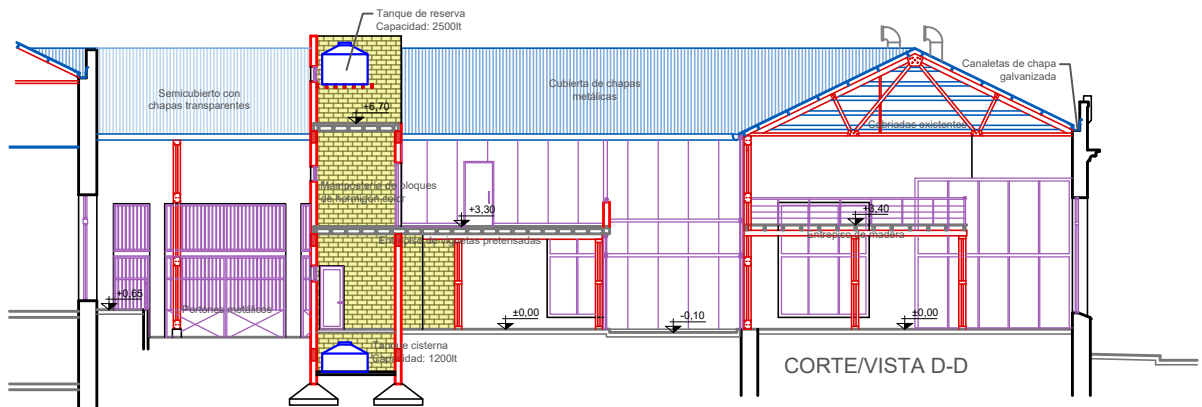 Tanque de reserva
Capacidad: 2500lt
Canaletas de chapa
galvanizada
Semicubierto con
chapas transparentes
Cubierta de chapas
metálicas
+6,70
Cabriadas existentes
Mampostería de bloques
de hormigón color
+3,30
+3,40
Entrepiso de viguetas pretensadas
Entrepiso de madera
+0,65
Portones metálicos
±0,00
-0,10
±0,00
Tanque cisterna
Capacidad: 1200lt
CORTE/VISTA D-D